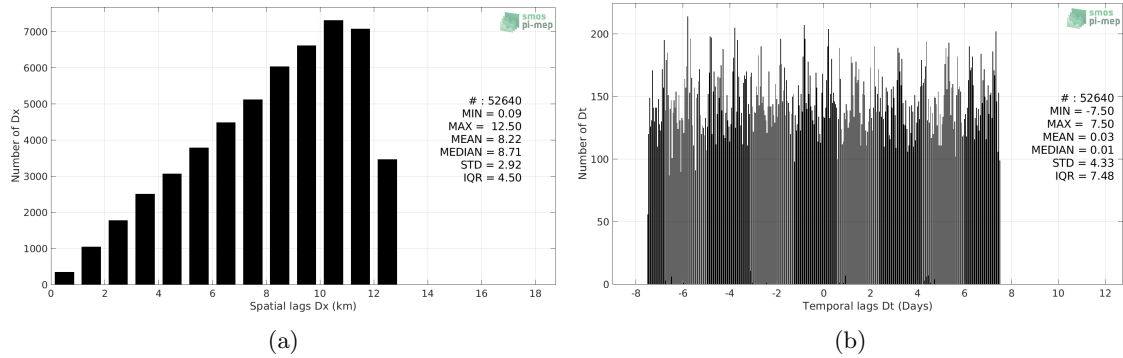 smos
pi-mep
7000
6000
5000
4000
3000
2000
1000
0
Number of Dx
# : 52640
MIN = 0.09
MAX = 12.50
MEAN = 8.22
MEDIAN = 8.71
STD = 2.92
IQR = 4.50
0 2 4 6 8 10 12 14 16 18
Spatial lags Dx (km)
(a)
smos
pi-mep
200
150
100
50
0
Number of Dt
# : 52640
MIN = -7.50
MAX = 7.50
MEAN = 0.03
MEDIAN = 0.01
STD = 4.33
IQR = 7.48
-8 -6 -4 -2 0 2 4 6 8 10 12
Temporal lags Dt (Days)
(b)